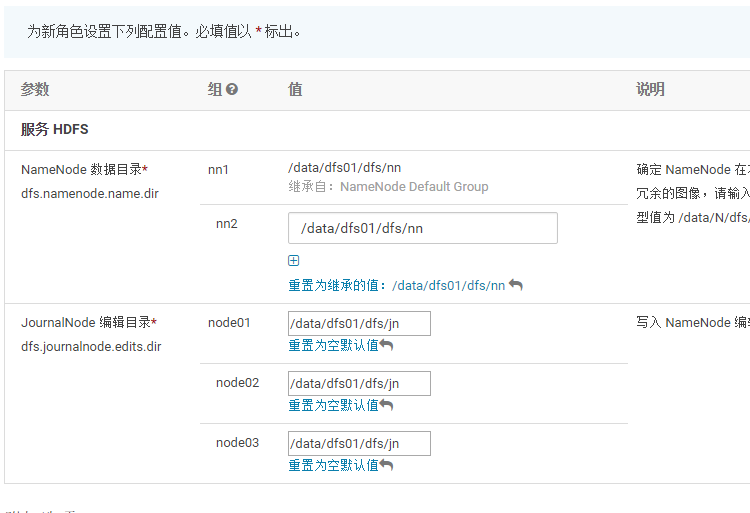 为新角色设置下列配置值。必填值以 * 标出。
参数 组 值 说明
服务 HDFS
NameNode 数据目录* nn1 /data/dfs01/dfs/nn 确定 NameNode 在
dfs.namenode.name.dir 继承自：NameNode Default Group 冗余的图像，请输入
nn2 /data/dfs01/dfs/nn 型值为 /data/N/dfs/
重置为继承的值：/data/dfs01/dfs/nn
JournalNode 编辑目录* node01 /data/dfs01/dfs/jn 写入 NameNode 编辑
dfs.journalnode.edits.dir 重置为空默认值
node02 /data/dfs01/dfs/jn
重置为空默认值
node03 /data/dfs01/dfs/jn
重置为空默认值